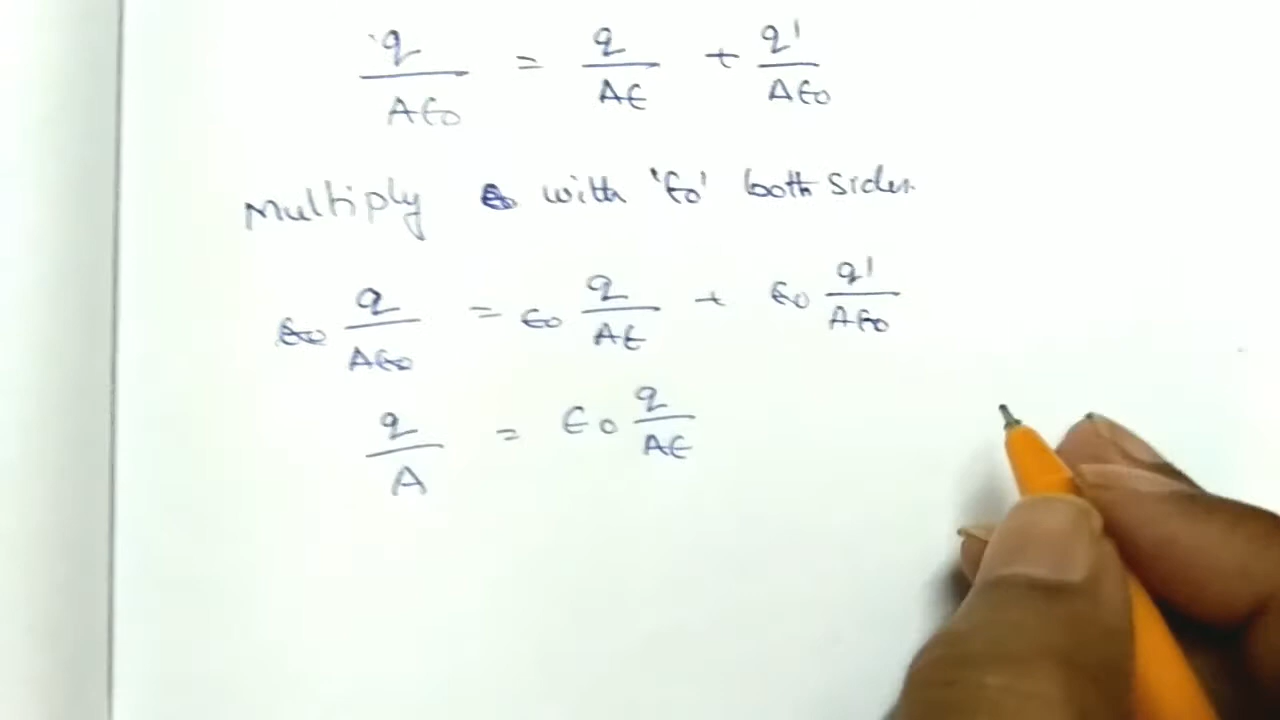 q/Aϵ0 = q/Aϵ + q'/Aϵ0
Multiply with 'ϵ0' both sides.
ϵ0 q/Aϵ0 = ϵ0 q/Aϵ + ϵ0 q'/Aϵ0
q/A = ϵ0 q/Aϵ